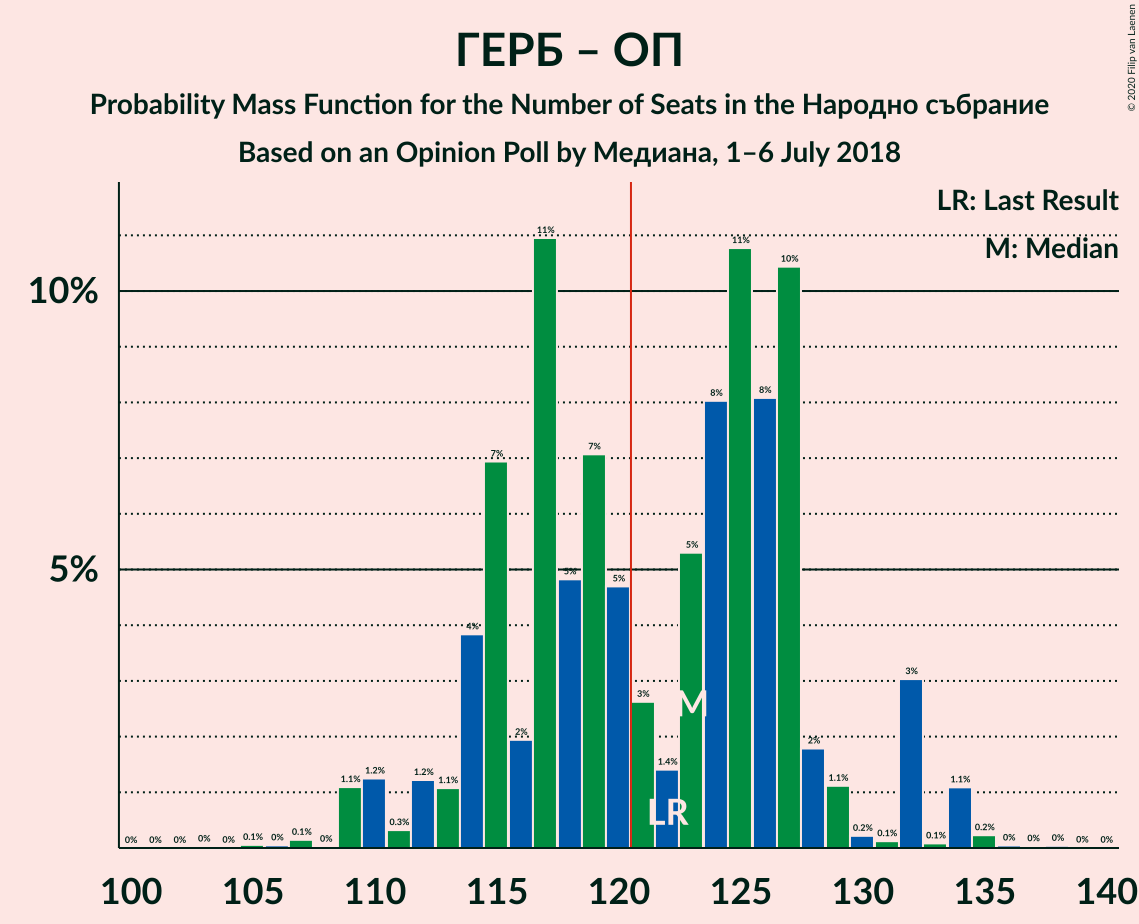 ГЕРБ – ОП
Probability Mass Function for the Number of Seats in the Народно събрание
Based on an Opinion Poll by Медиана, 1–6 July 2018
© 2020 Filip van Laenen
LR: Last Result
M: Median
10%
5%
0% 0% 0% 0% 0% 0.1% 0% 0.1% 0% 1.1% 1.2% 0.3% 1.2% 1.1% 4% 7% 2% 11% 5% 7% 5% 3% 1.4% 5% 8% 11% 8% 10% 2% 1.1% 0.2% 0.1% 3% 0.1% 1.1% 0.2% 0% 0% 0% 0% 0%
M
LR
100 105 110 115 120 125 130 135 140